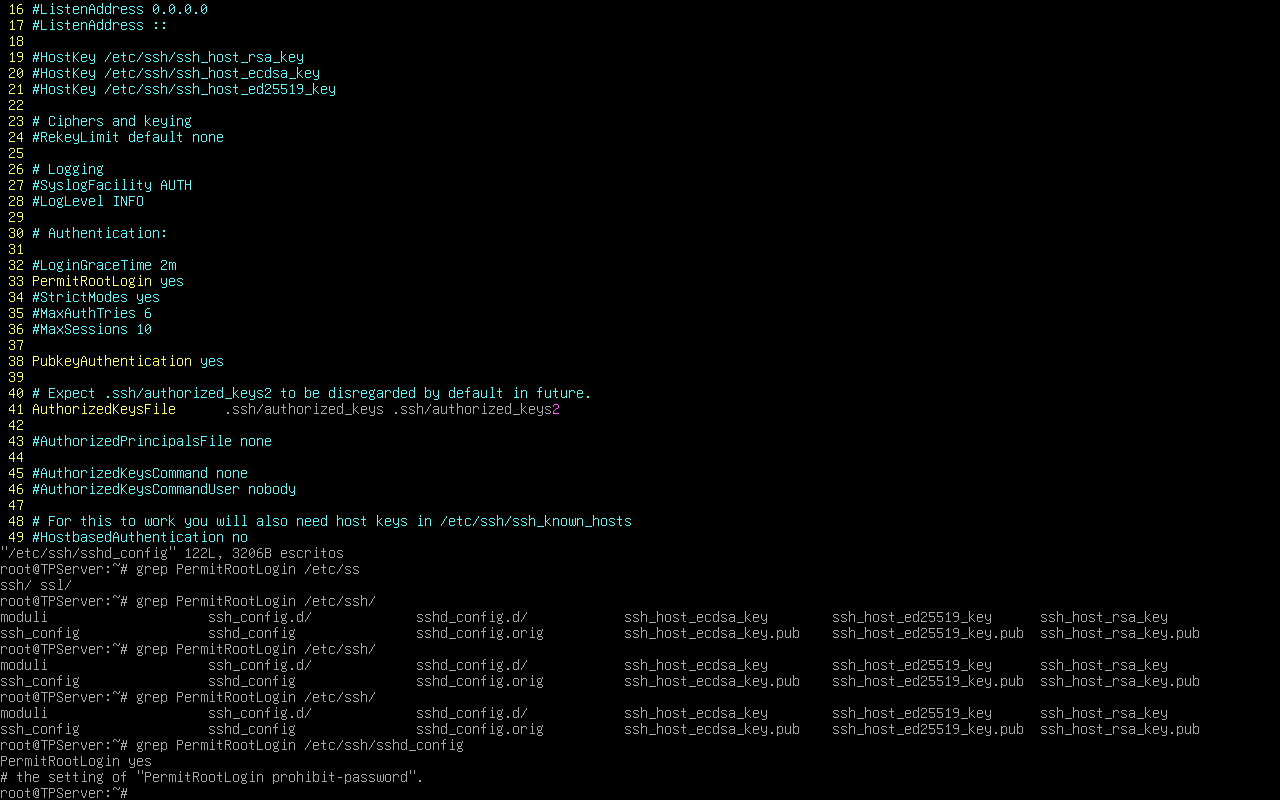 16 #ListenAddress 0.0.0.0
17 #ListenAddress ::
18
19 #HostKey /etc/ssh/ssh_host_rsa_key
20 #HostKey /etc/ssh/ssh_host_ecdsa_key
21 #HostKey /etc/ssh/ssh_host_ed25519_key
22
23 # Ciphers and keying
24 #RekeyLimit default none
25
26 # Logging
27 #SyslogFacility AUTH
28 #LogLevel INFO
29
30 # Authentication:
31
32 #LoginGraceTime 2m
33 PermitRootLogin yes
34 #StrictModes yes
35 #MaxAuthTries 6
36 #MaxSessions 10
37
38 PubkeyAuthentication yes
39
40 # Expect .ssh/authorized_keys2 to be disregarded by default in future.
41 AuthorizedKeysFile      .ssh/authorized_keys .ssh/authorized_keys2
42
43 #AuthorizedPrincipalsFile none
44
45 #AuthorizedKeysCommand none
46 #AuthorizedKeysCommandUser nobody
47
48 # For this to work you will also need host keys in /etc/ssh/ssh_known_hosts
49 #HostbasedAuthentication no
"/etc/ssh/sshd_config" 122L, 3206B escritos
root@TPServer:~# grep PermitRootLogin /etc/ss
ssh/ ssl/
root@TPServer:~# grep PermitRootLogin /etc/ssh/
moduli                    ssh_config.d/             sshd_config.d/            ssh_host_ecdsa_key        ssh_host_ed25519_key      ssh_host_rsa_key
ssh_config                sshd_config               sshd_config.orig          ssh_host_ecdsa_key.pub    ssh_host_ed25519_key.pub  ssh_host_rsa_key.pub
root@TPServer:~# grep PermitRootLogin /etc/ssh/
moduli                    ssh_config.d/             sshd_config.d/            ssh_host_ecdsa_key        ssh_host_ed25519_key      ssh_host_rsa_key
ssh_config                sshd_config               sshd_config.orig          ssh_host_ecdsa_key.pub    ssh_host_ed25519_key.pub  ssh_host_rsa_key.pub
root@TPServer:~# grep PermitRootLogin /etc/ssh/
moduli                    ssh_config.d/             sshd_config.d/            ssh_host_ecdsa_key        ssh_host_ed25519_key      ssh_host_rsa_key
ssh_config                sshd_config               sshd_config.orig          ssh_host_ecdsa_key.pub    ssh_host_ed25519_key.pub  ssh_host_rsa_key.pub
root@TPServer:~# grep PermitRootLogin /etc/ssh/sshd_config
PermitRootLogin yes
# the setting of "PermitRootLogin prohibit-password".
root@TPServer:~#